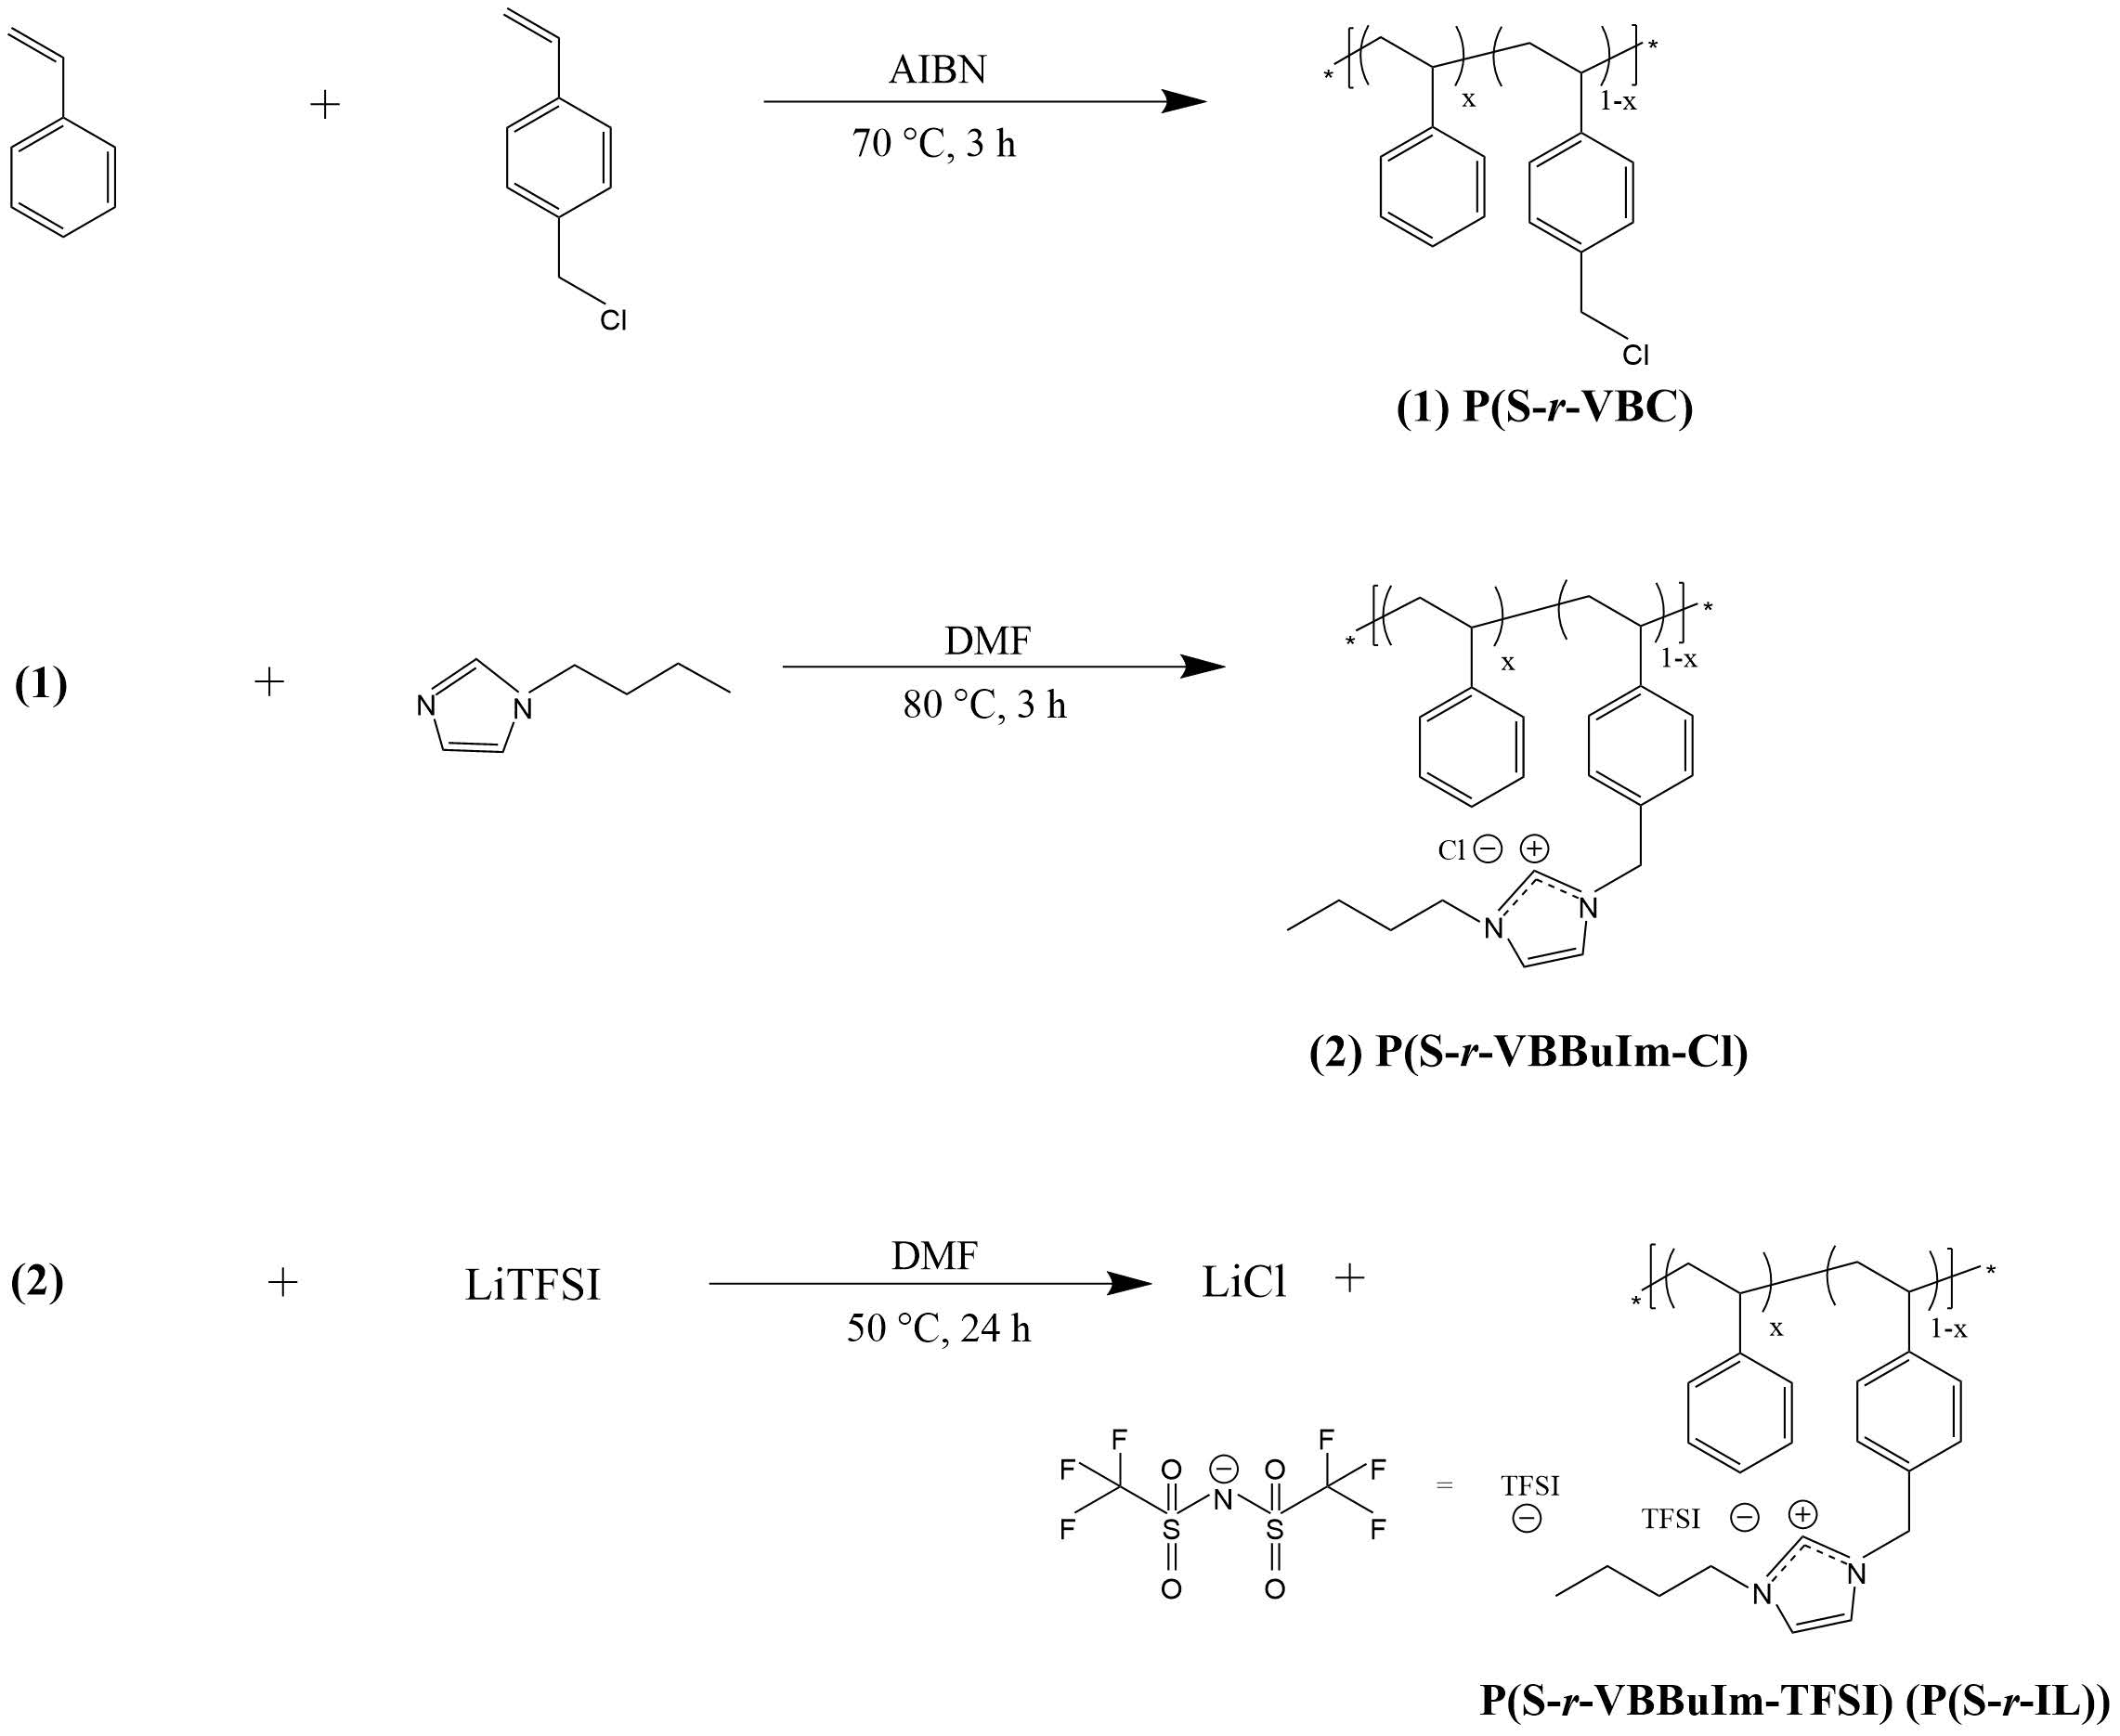 +
AIBN
70 °C, 3 h
Cl
*
x
1-x
*
Cl
(1) P(S-r-VBC)
(1)
+
N
N
DMF
80 °C, 3 h
*
x
1-x
*
Cl − +
N
N
(2) P(S-r-VBBuIm-Cl)
(2)
+
LiTFSI
DMF
50 °C, 24 h
LiCl
+
*
x
1-x
*
F F
F F
F O − O F
S N S
O O
=
TFSI
−
TFSI − +
N
N
P(S-r-VBBuIm-TFSI) (P(S-r-IL))